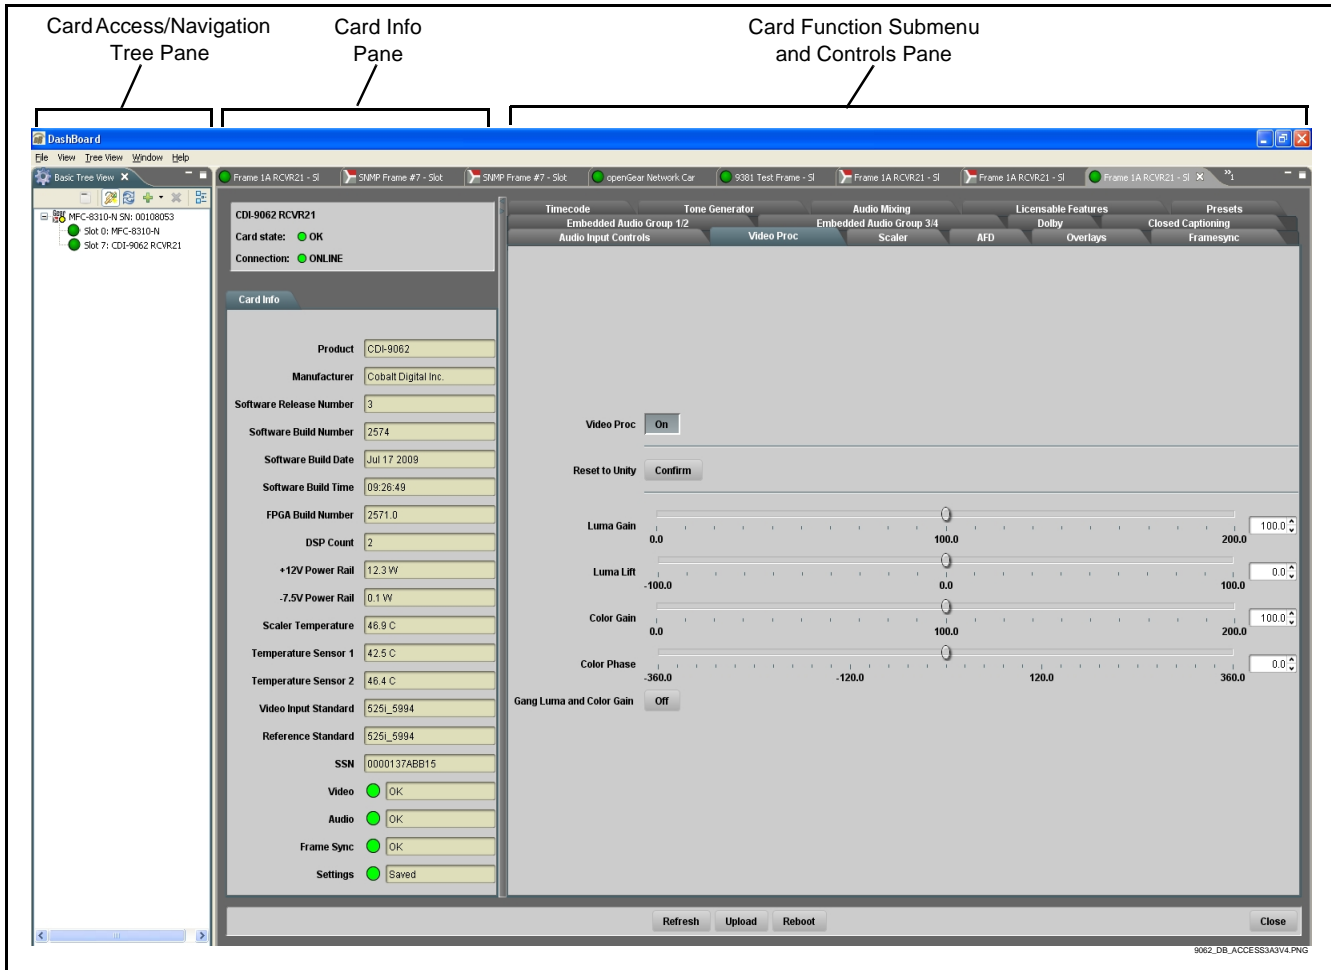 Card Access/Navigation
Tree Pane
Card Info
Pane
Card Function Submenu
and Controls Pane
DashBoard
File View Tree View Window Help
Basic Tree View
Frame 1A RCVR21 - Sl
SNMP Frame #7 - Slot
SNMP Frame #7 - Slot
openGear Network Car
9381 Test Frame - Sl
Frame 1A RCVR21 - Sl
Frame 1A RCVR21 - Sl
Frame 1A RCVR21 - Sl
»1
MFC-8310-N SN: 00108053
Slot 0: MFC-8310-N
Slot 7: CDI-9062 RCVR21
CDI-9062 RCVR21
Card state: OK
Connection: ONLINE
Card Info
Product CDI-9062
Manufacturer Cobalt Digital Inc.
Software Release Number 3
Software Build Number 2574
Software Build Date Jul 17 2009
Software Build Time 09:26:49
FPGA Build Number 2571.0
DSP Count 2
+12V Power Rail 12.3 W
-7.5V Power Rail 0.1 W
Scaler Temperature 46.9 C
Temperature Sensor 1 42.5 C
Temperature Sensor 2 46.4 C
Video Input Standard 525i_5994
Reference Standard 525i_5994
SSN 0000137ABB15
Video OK
Audio OK
Frame Sync OK
Settings Saved
Timecode Tone Generator Audio Mixing Licensable Features Presets
Embedded Audio Group 1/2 Embedded Audio Group 3/4 Dolby Closed Captioning
Audio Input Controls Video Proc Scaler AFD Overlays Framesync
Video Proc On
Reset to Unity Confirm
Luma Gain 100.0
0.0 100.0 200.0
Luma Lift 0.0
-100.0 0.0 100.0
Color Gain 100.0
0.0 100.0 200.0
Color Phase 0.0
-360.0 -120.0 120.0 360.0
Gang Luma and Color Gain Off
Refresh Upload Reboot Close
9062_DB_ACCESS3A3V4.PNG